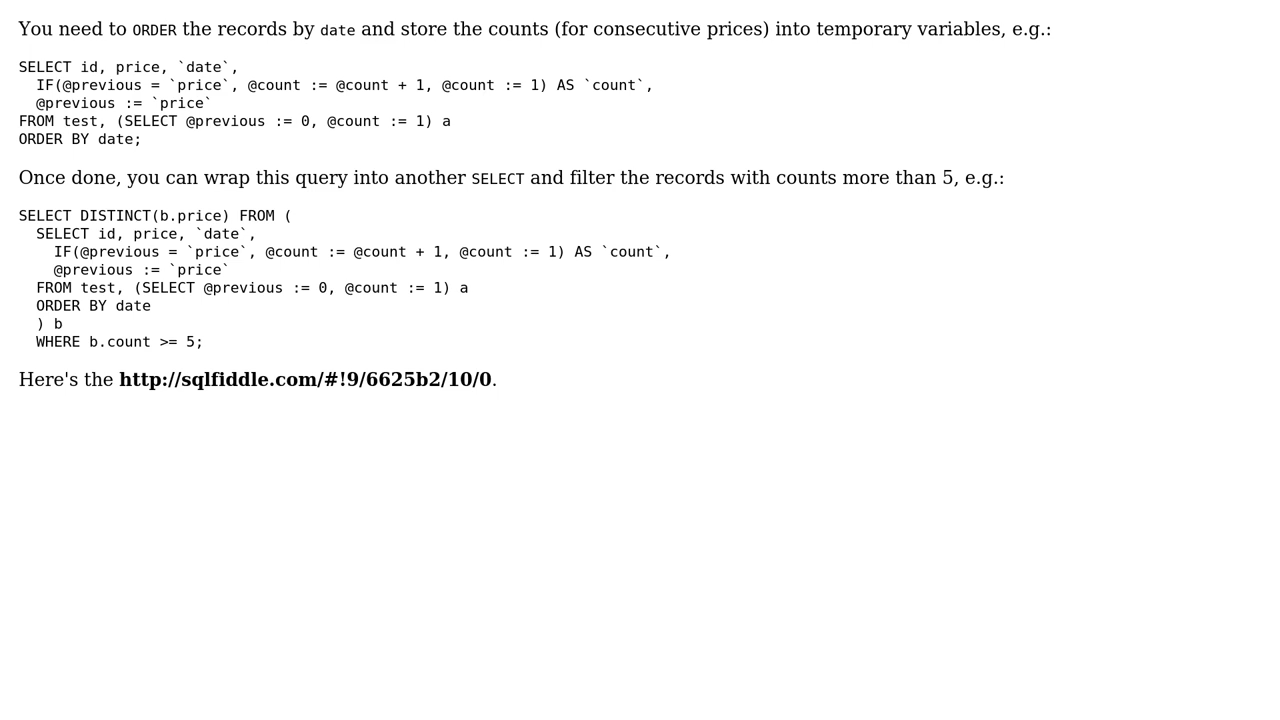 You need to ORDER the records by date and store the counts (for consecutive prices) into temporary variables, e.g.:
SELECT id, price, `date`,
  IF(@previous = `price`, @count := @count + 1, @count := 1) AS `count`,
  @previous := `price`
FROM test, (SELECT @previous := 0, @count := 1) a
ORDER BY date;
Once done, you can wrap this query into another SELECT and filter the records with counts more than 5, e.g.:
SELECT DISTINCT(b.price) FROM (
  SELECT id, price, `date`,
    IF(@previous = `price`, @count := @count + 1, @count := 1) AS `count`,
    @previous := `price`
  FROM test, (SELECT @previous := 0, @count := 1) a
  ORDER BY date
  ) b
  WHERE b.count >= 5;
Here's the http://sqlfiddle.com/#!9/6625b2/10/0.